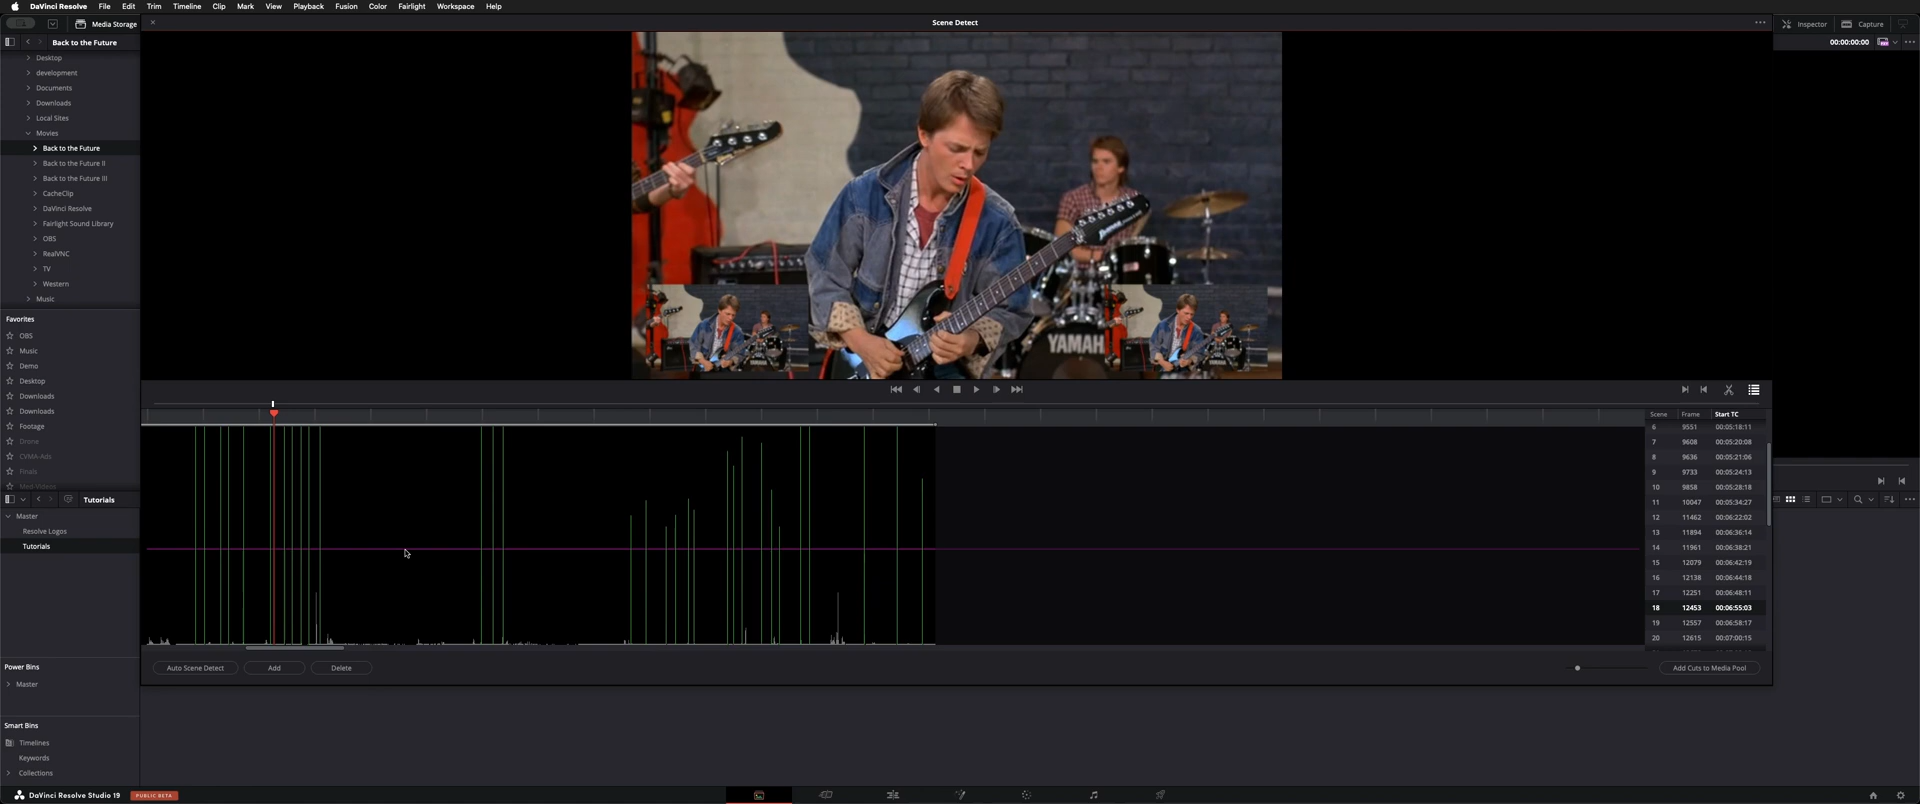 DaVinci Resolve File Edit Trim Timeline Clip Mark View Playback Fusion Color Fairlight Workspace Help
Media Storage
Scene Detect
Inspector
Capture
Back to the Future
00:00:00:00
Desktop
development
Documents
Downloads
Local Sites
Movies
Back to the Future
Back to the Future II
Back to the Future III
CacheClip
DaVinci Resolve
Fairlight Sound Library
OBS
RealVNC
TV
Western
Music
Favorites
OBS
Music
Demo
Desktop
Downloads
Downloads
Footage
Drone
CVMA-Ads
Finals
Med-Videos
Tutorials
Master
Resolve Logos
Tutorials
Power Bins
Master
Smart Bins
Timelines
Keywords
Collections
YAMAH
Scene Frame Start TC
6 9551 00:05:18:11
7 9608 00:05:20:08
8 9636 00:05:21:06
9 9733 00:05:24:13
10 9858 00:05:28:18
11 10047 00:05:34:27
12 11462 00:06:22:02
13 11894 00:06:36:14
14 11961 00:06:38:21
15 12079 00:06:42:19
16 12138 00:06:44:18
17 12251 00:06:48:11
18 12453 00:06:55:03
19 12557 00:06:58:17
20 12615 00:07:00:15
Auto Scene Detect
Add
Delete
Add Cuts to Media Pool
DaVinci Resolve Studio 19
PUBLIC BETA